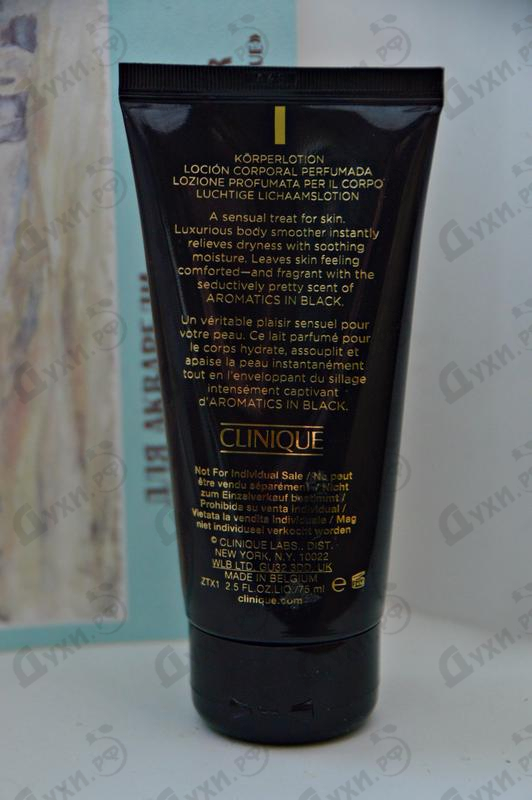 KÖRPERLOTION
LOCIÓN CORPORAL PERFUMADA
LOZIONE PROFUMATA PER IL CORPO
LUCHTIGE LICHAAMSLOTION
A sensual treat for skin.
Luxurious body smoother instantly
relieves dryness with soothing
moisture. Leaves skin feeling
comforted—and fragrant with the
seductively pretty scent of
AROMATICS IN BLACK.
Un véritable plaisir sensuel pour
votre peau. Ce lait parfumé pour
le corps hydrate, assouplit et
apaise la peau instantanément
tout en l'enveloppant du sillage
intensément captivant
d'AROMATICS IN BLACK.
CLINIQUE
Not For Individual Sale / Ne peut
être vendu séparément / Nicht
zum Einzelverkauf bestimmt /
Prohibida su venta individual /
Vietata la vendita individuale / Mag
niet individueel verkocht worden
© CLINIQUE LABS., DIST.
NEW YORK, N.Y. 10022
WLB LTD, GU32 3DD, UK
MADE IN BELGIUM
ZTX1 2.5 FL.OZ.LIQ./75 ml e
clinique.com
ДЛЯ АКВАРЕЛИ
ДУХИ.РФ